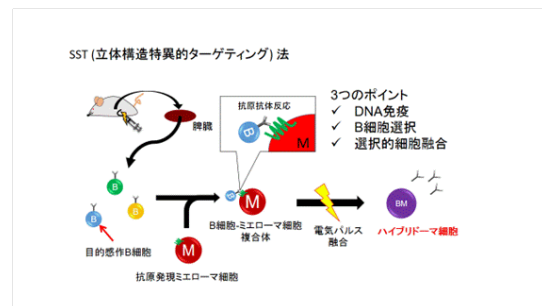 SST (立体構造特異的ターゲティング) 法
抗原抗体反応
B
M
3つのポイント
✓ DNA免疫
✓ B細胞選択
✓ 選択的細胞融合
脾臓
B
B
B
目的感作B細胞
M
抗原発現ミエローマ細胞
B
M
B細胞-ミエローマ細胞
複合体
電気パルス
融合
BM
ハイブリドーマ細胞